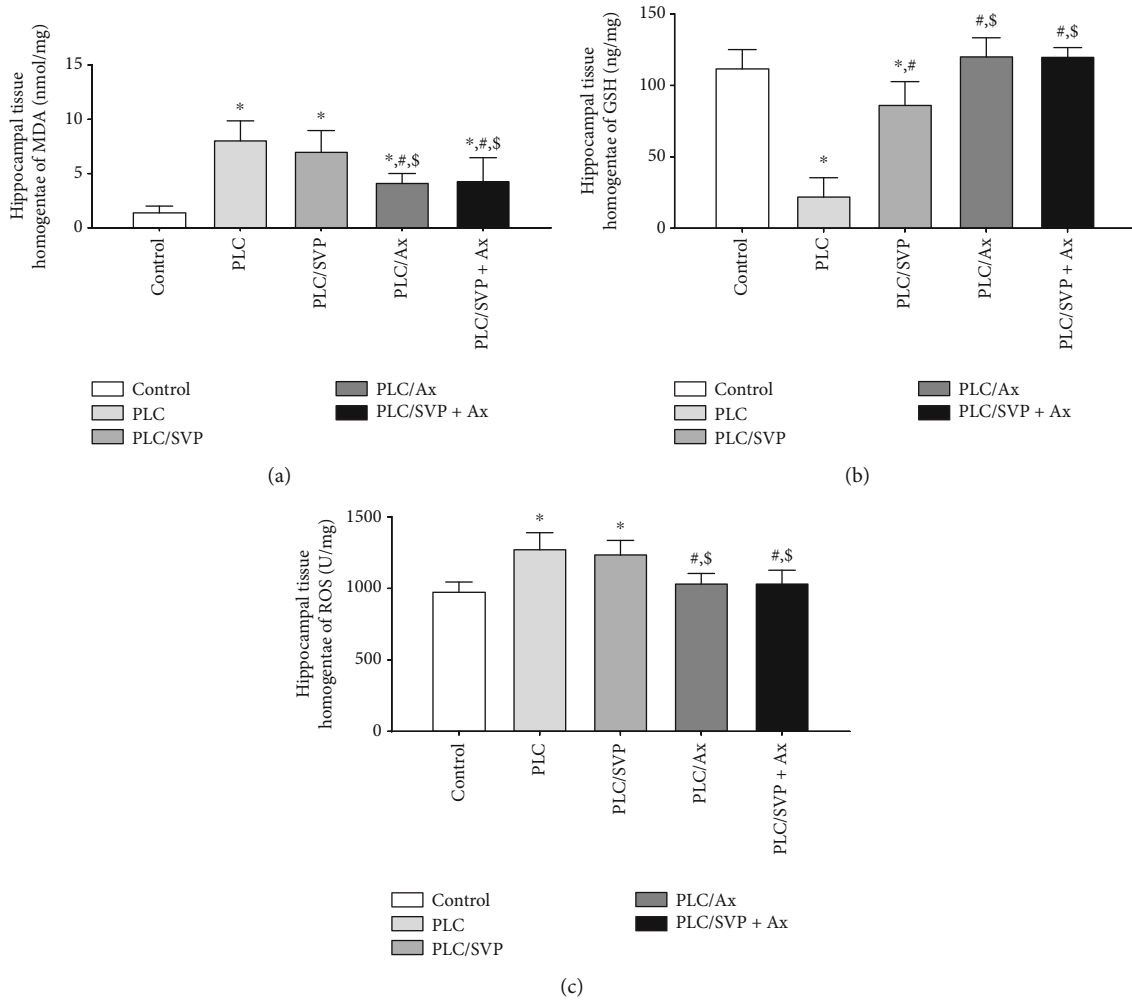 Hippocampal tissue
homogentae of MDA (nmol/mg)
15
10
5
0
*
*
*,#,$
*,#,$
Control
PLC
PLC/SVP
PLC/Ax
PLC/SVP + Ax
Control
PLC
PLC/SVP
PLC/Ax
PLC/SVP + Ax
(a)
Hippocampal tissue
homogentae of GSH (ng/mg)
150
100
50
0
*
*,#
#,$
#,$
Control
PLC
PLC/SVP
PLC/Ax
PLC/SVP + Ax
Control
PLC
PLC/SVP
PLC/Ax
PLC/SVP + Ax
(b)
Hippocampal tissue
homogentae of ROS (U/mg)
1500
1000
500
0
*
*
#,$
#,$
Control
PLC
PLC/SVP
PLC/Ax
PLC/SVP + Ax
Control
PLC
PLC/SVP
PLC/Ax
PLC/SVP + Ax
(c)